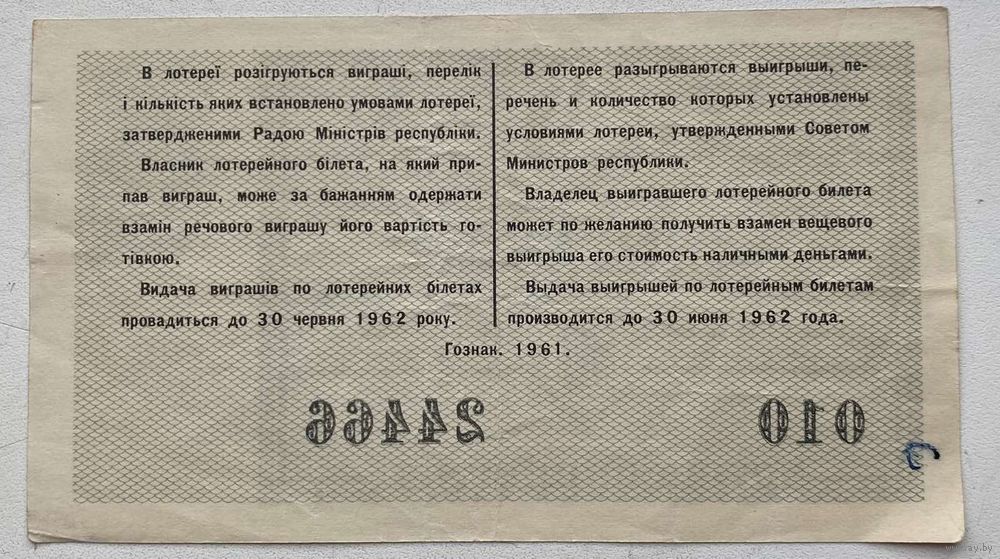 В лотереї розігруються виграші, перелік
і кількість яких встановлено умовами лотереї,
затвердженими Радою Міністрів республіки.
Власник лотерейного білета, на який при-
пав виграш, може за бажанням одержати
взамін речового виграшу його вартість го-
тівкою.
Видача виграшів по лотерейних білетах
провадиться до 30 червня 1962 року.
В лотерее разыгрываются выигрыши, пе-
речень и количество которых установлены
условиями лотереи, утвержденными Советом
Министров республики.
Владелец выигравшего лотерейного билета
может по желанию получить взамен вещевого
выигрыша его стоимость наличными деньгами.
Выдача выигрышей по лотерейным билетам
производится до 30 июня 1962 года.
Гознак. 1961.
24466 010